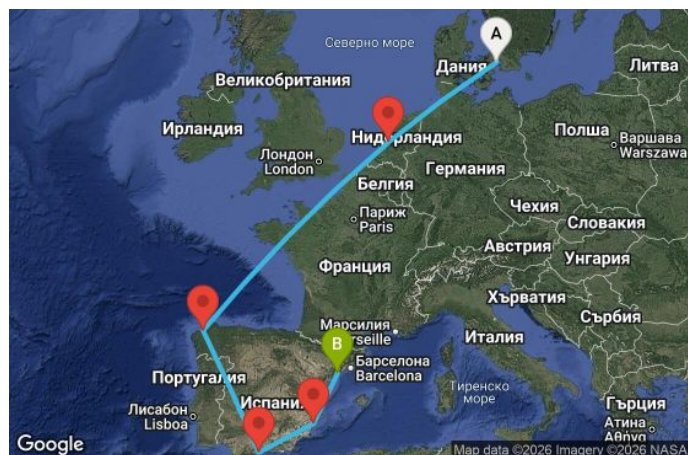 A
Северно море
Дания
Литва
Великобритания
Нидерландия
Ирландия
Полша
Варшава
Warszawa
Лондон
London
Германия
Белгия
Чехия
Париж
Paris
Словакия
Австрия
Унгария
Франция
Хърватия
Сърбия
Марсилия
Италия
B
Барселона
Barcelona
Португалия
Тиренско
море
Испания
Гърция
Лисабон
Lisboa
Атина
Αθήνα
Google
Map data ©2026 Imagery ©2026 NASA